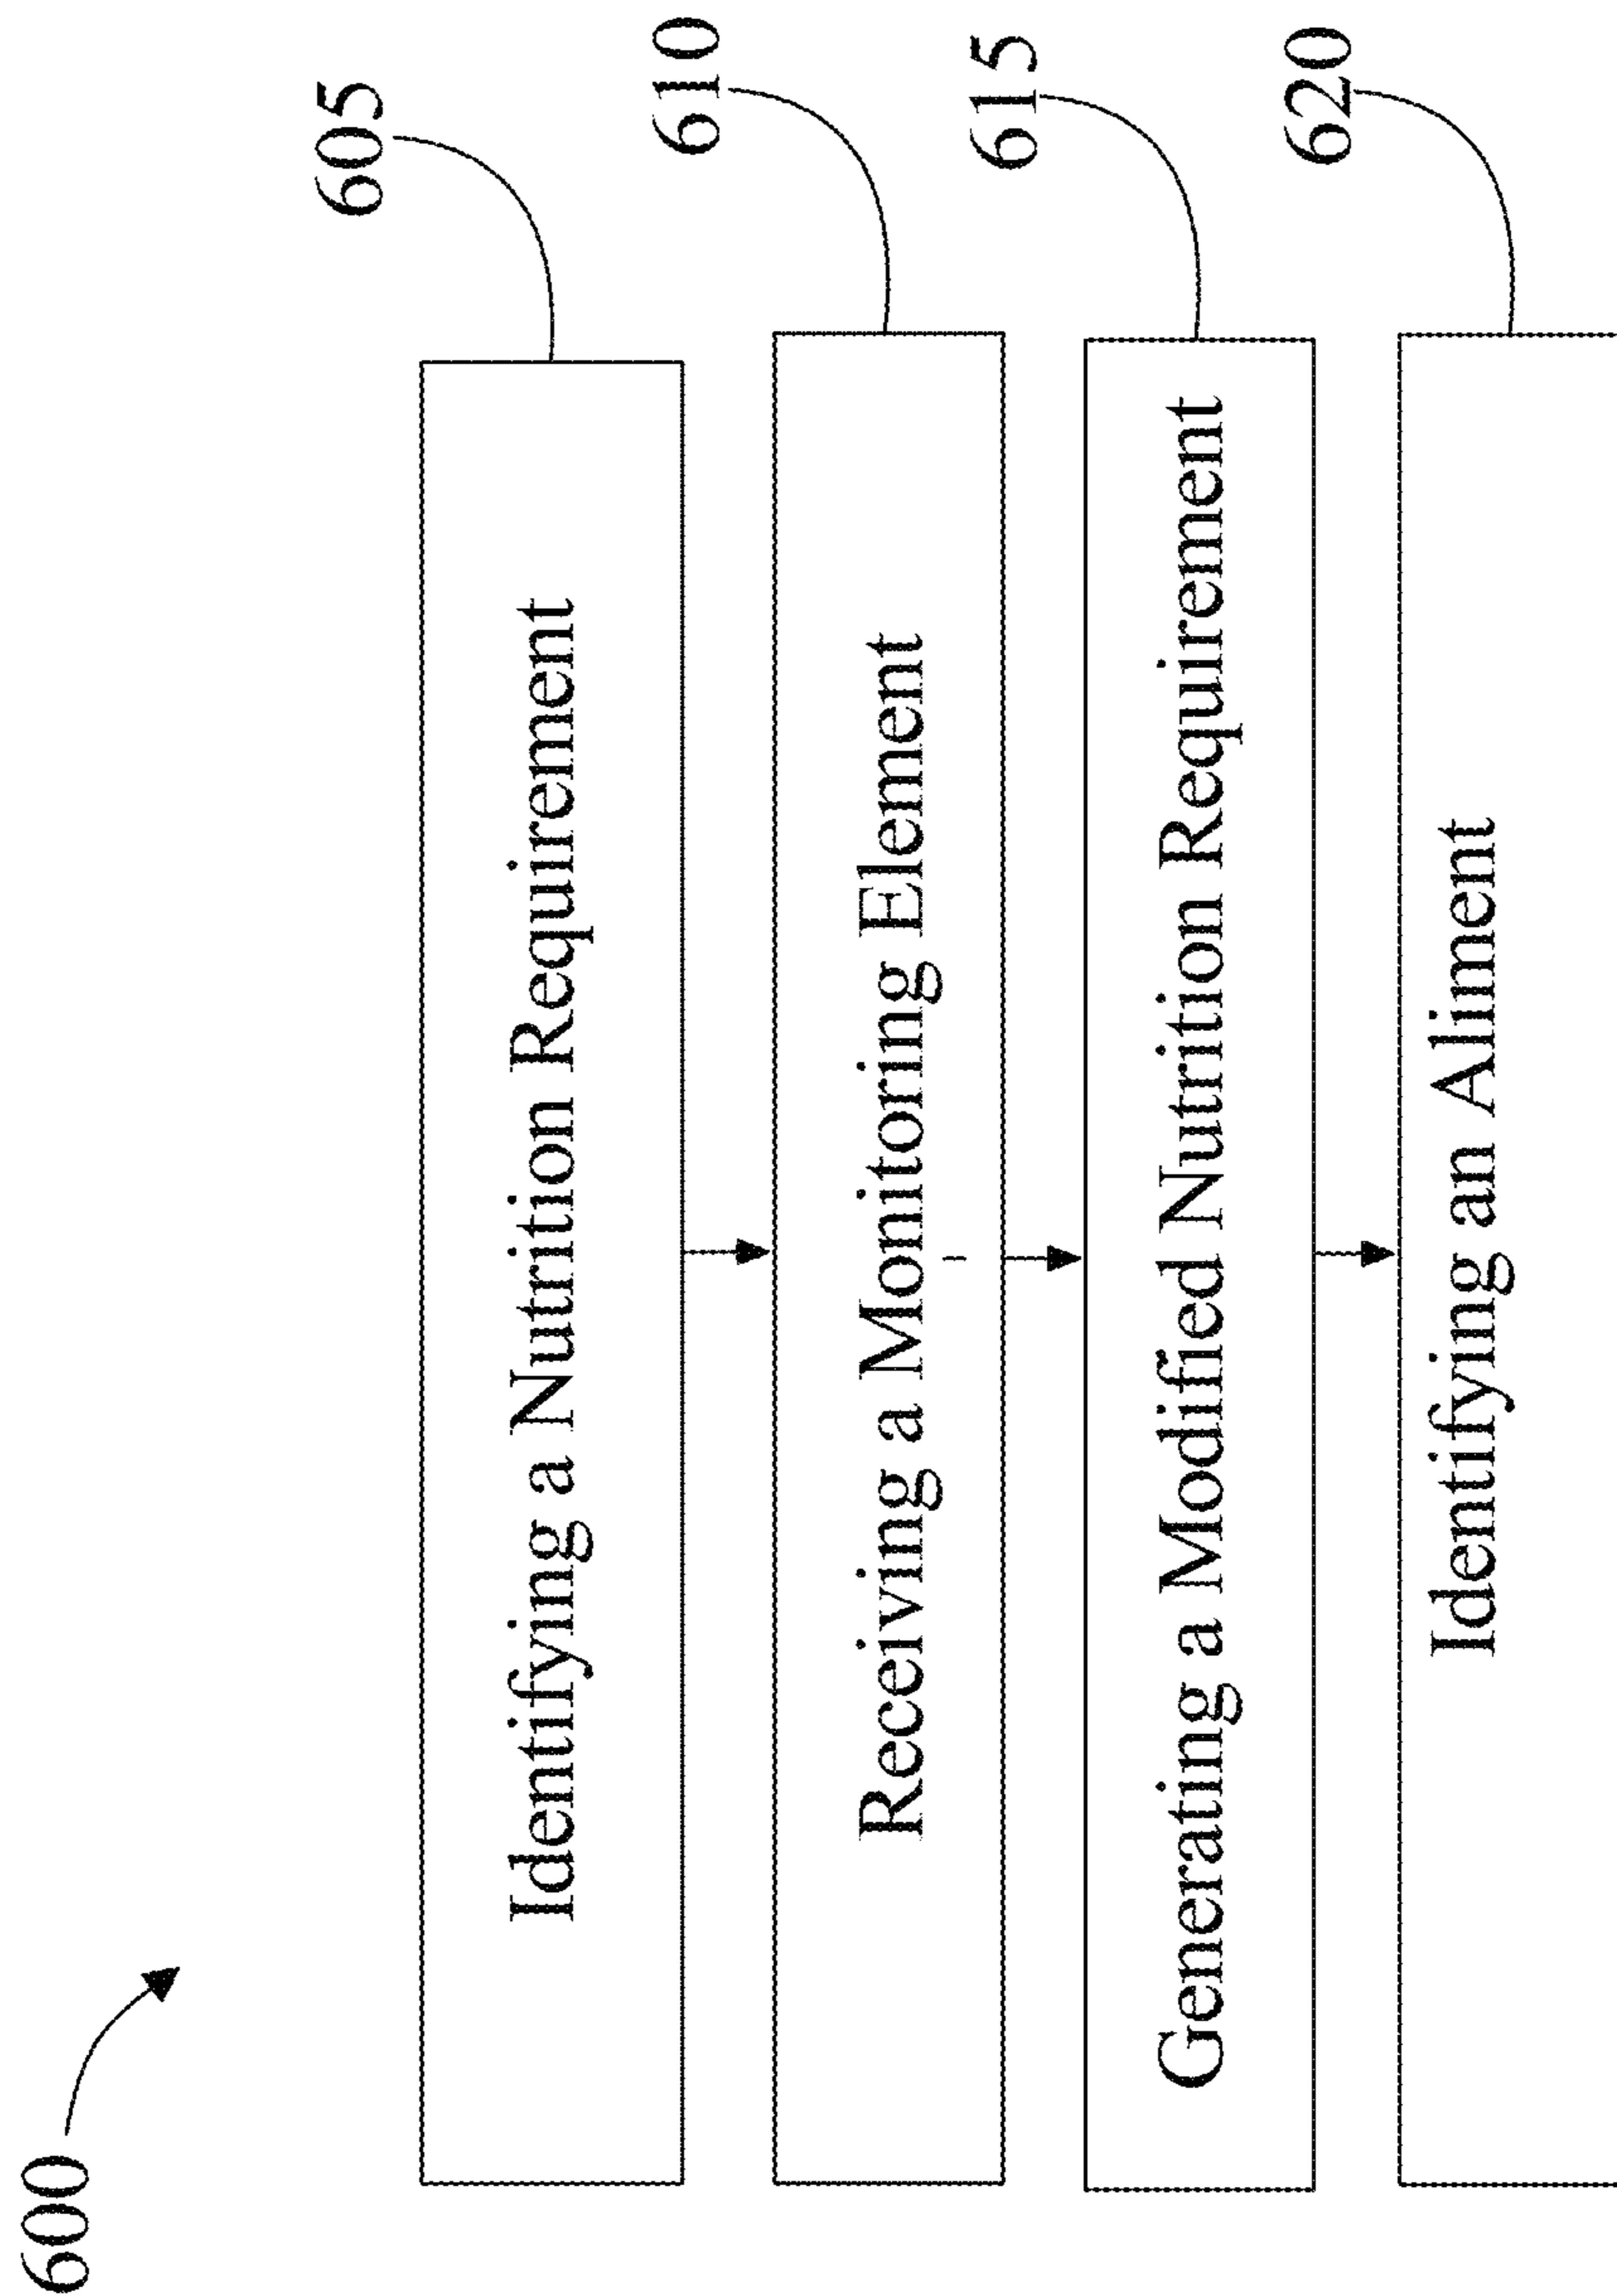 600
605
Identifying a Nutrition Requirement
610
Receiving a Monitoring Element
615
Generating a Modified Nutrition Requirement
620
Identifying an Aliment